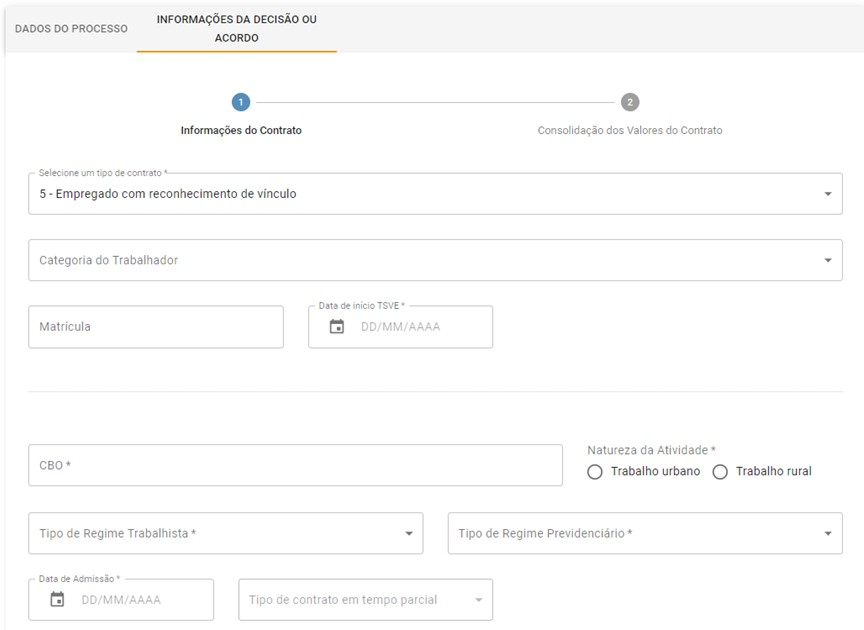 DADOS DO PROCESSO
INFORMAÇÕES DA DECISÃO OU
ACORDO
1
2
Informações do Contrato
Consolidação dos Valores do Contrato
Selecione um tipo de contrato *
5 - Empregado com reconhecimento de vínculo
Categoria do Trabalhador
Matrícula
Data de início TSVE *
DD/MM/AAAA
CBO *
Natureza da Atividade *
Trabalho urbano
Trabalho rural
Tipo de Regime Trabalhista *
Tipo de Regime Previdenciário *
Data de Admissão *
DD/MM/AAAA
Tipo de contrato em tempo parcial